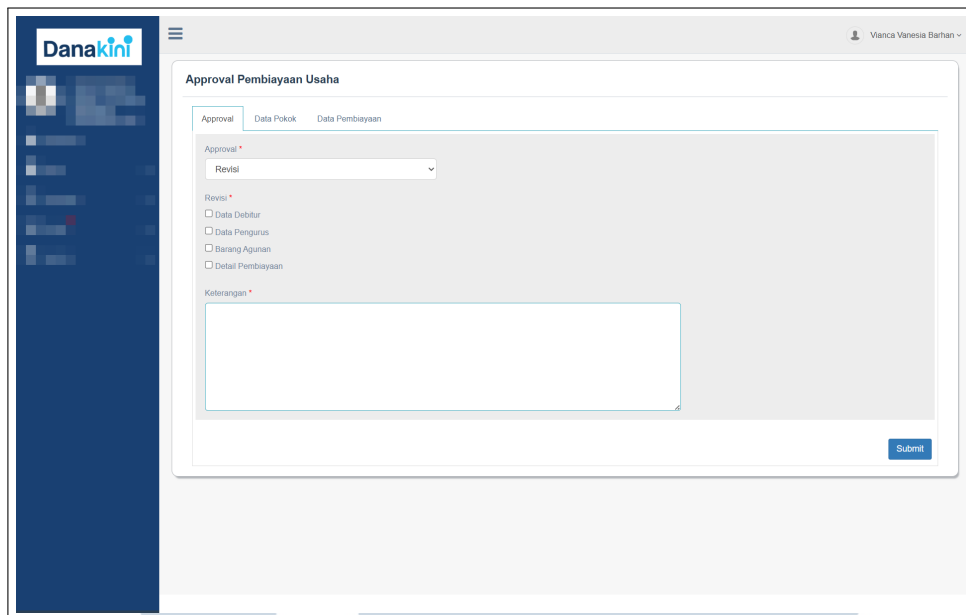 Danakini
Vianca Vanesia Barhan
Approval Pembiayaan Usaha
Approval
Data Pokok
Data Pembiayaan
Approval *
Revisi
Revisi *
Data Debitur
Data Pengurus
Barang Agunan
Detail Pembiayaan
Keterangan *
Submit